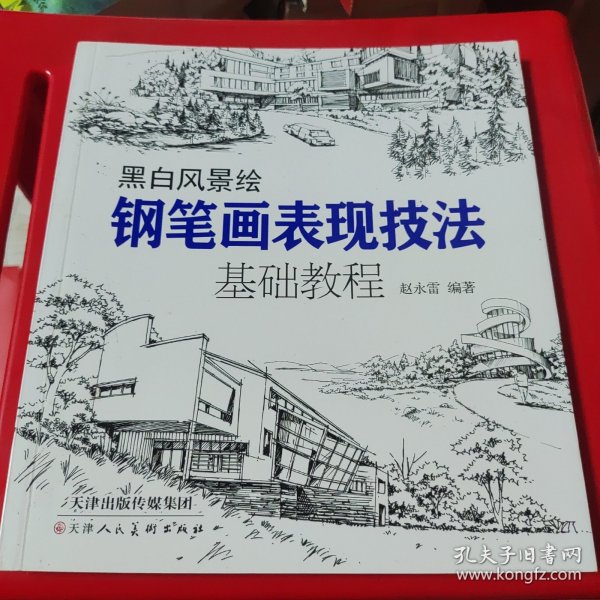 黑白风景绘
钢笔画表现技法
基础教程 赵永雷 编著
天津出版传媒集团
天津人民美术出版社
孔夫子旧书网
www.kongfz.com